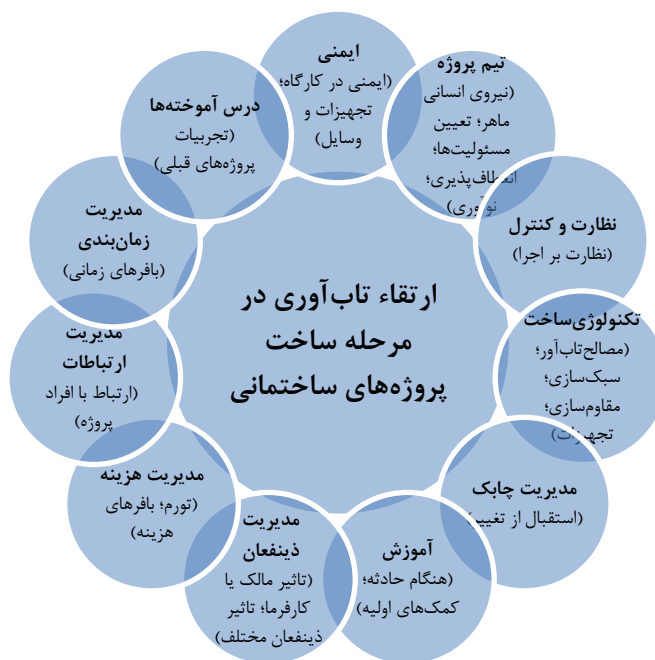 ارتقاء تاب‌آوری در
مرحله ساخت
پروژه‌های ساختمانی
ایمنی
(ایمنی در کارگاه؛
تجهیزات و
وسایل)
تیم پروژه
(نیروی انسانی
ماهر؛ تعیین
مسئولیت‌ها؛
انعطاف‌پذیری؛
نوآوری)
نظارت و کنترل
(نظارت بر اجرا)
تکنولوژی‌ساخت
(مصالح‌تاب‌آور؛
سبک‌سازی؛
مقاوم‌سازی؛
تجهیزات)
مدیریت چابک
(استقبال از تغییر)
آموزش
(هنگام حادثه؛
کمک‌های اولیه)
مدیریت
ذینفعان
(تاثیر مالک یا
کارفرما؛ تاثیر
ذینفعان مختلف)
مدیریت هزینه
(تورم؛ بافرهای
هزینه)
مدیریت
ارتباطات
(ارتباط با افراد
پروژه)
مدیریت
زمان‌بندی
(بافرهای زمانی)
درس آموخته‌ها
(تجربیات
پروژه‌های قبلی)